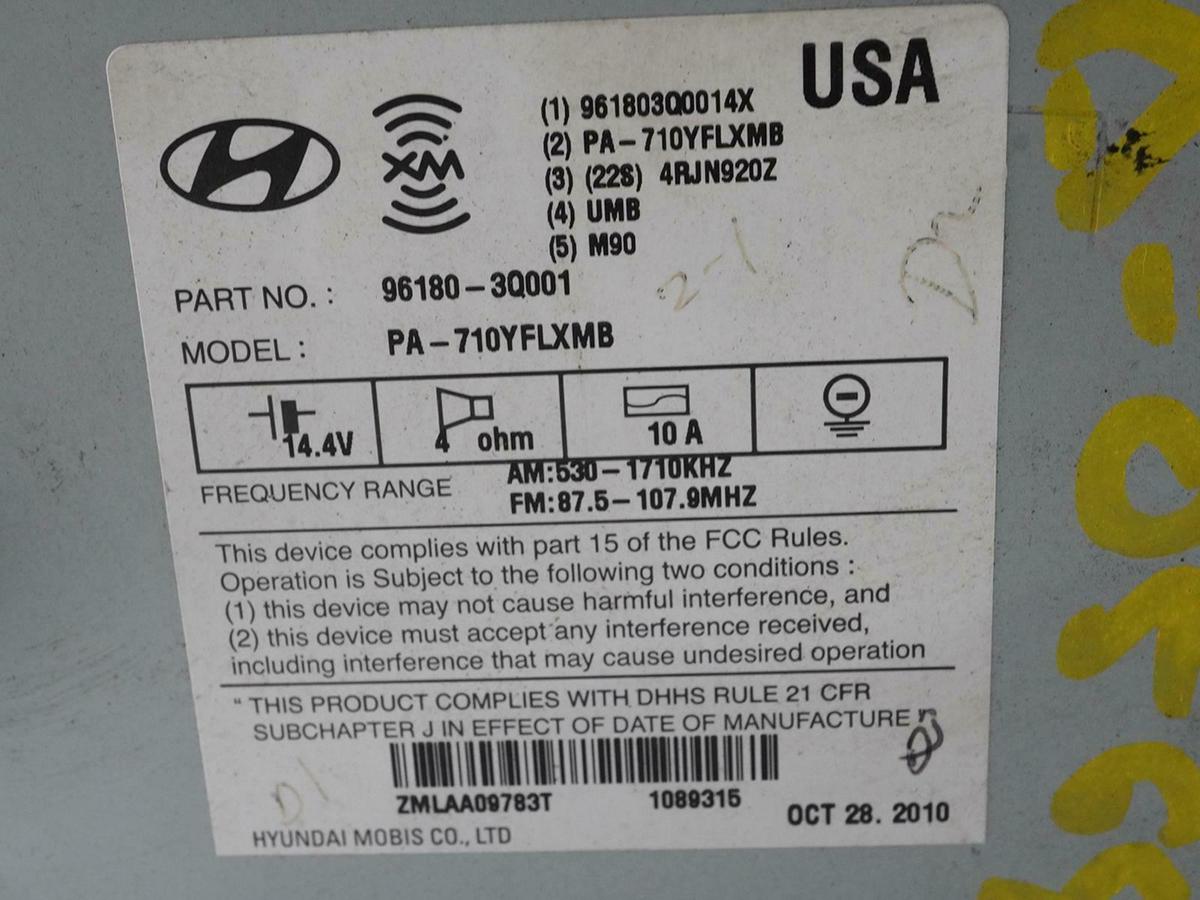 USA
XM
(1) 961803Q0014X
(2) PA-710YFLXMB
(3) (22S) 4RJN920Z
(4) UMB
(5) M90
PART NO. : 96180-3Q001
MODEL : PA-710YFLXMB
14.4V 4 ohm 10 A
FREQUENCY RANGE AM:530-1710KHZ
FM:87.5-107.9MHZ
This device complies with part 15 of the FCC Rules.
Operation is Subject to the following two conditions :
(1) this device may not cause harmful interference, and
(2) this device must accept any interference received,
including interference that may cause undesired operation
" THIS PRODUCT COMPLIES WITH DHHS RULE 21 CFR
SUBCHAPTER J IN EFFECT OF DATE OF MANUFACTURE "
ZMLAA09783T 1089315 OCT 28. 2010
HYUNDAI MOBIS CO., LTD
2-1
D1